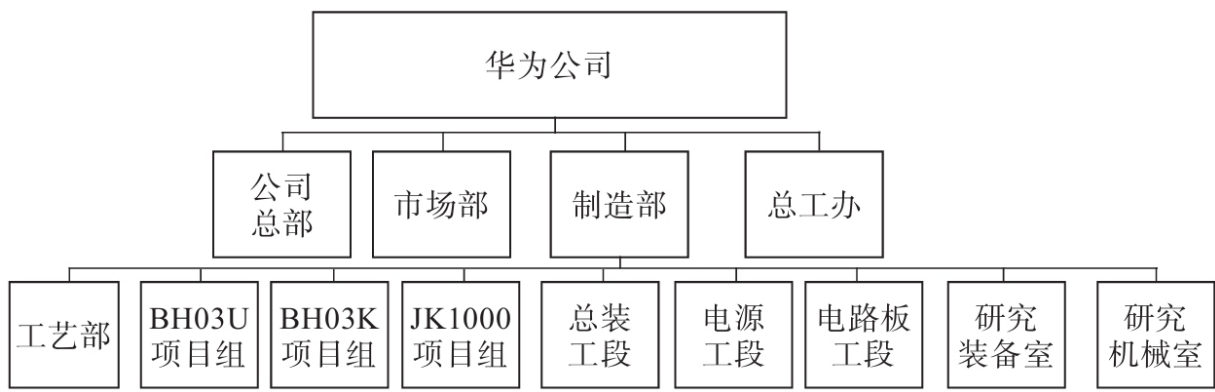 华为公司
公司
总部
市场部
制造部
总工办
工艺部
BH03U
项目组
BH03K
项目组
JK1000
项目组
总装
工段
电源
工段
电路板
工段
研究
装备室
研究
机械室